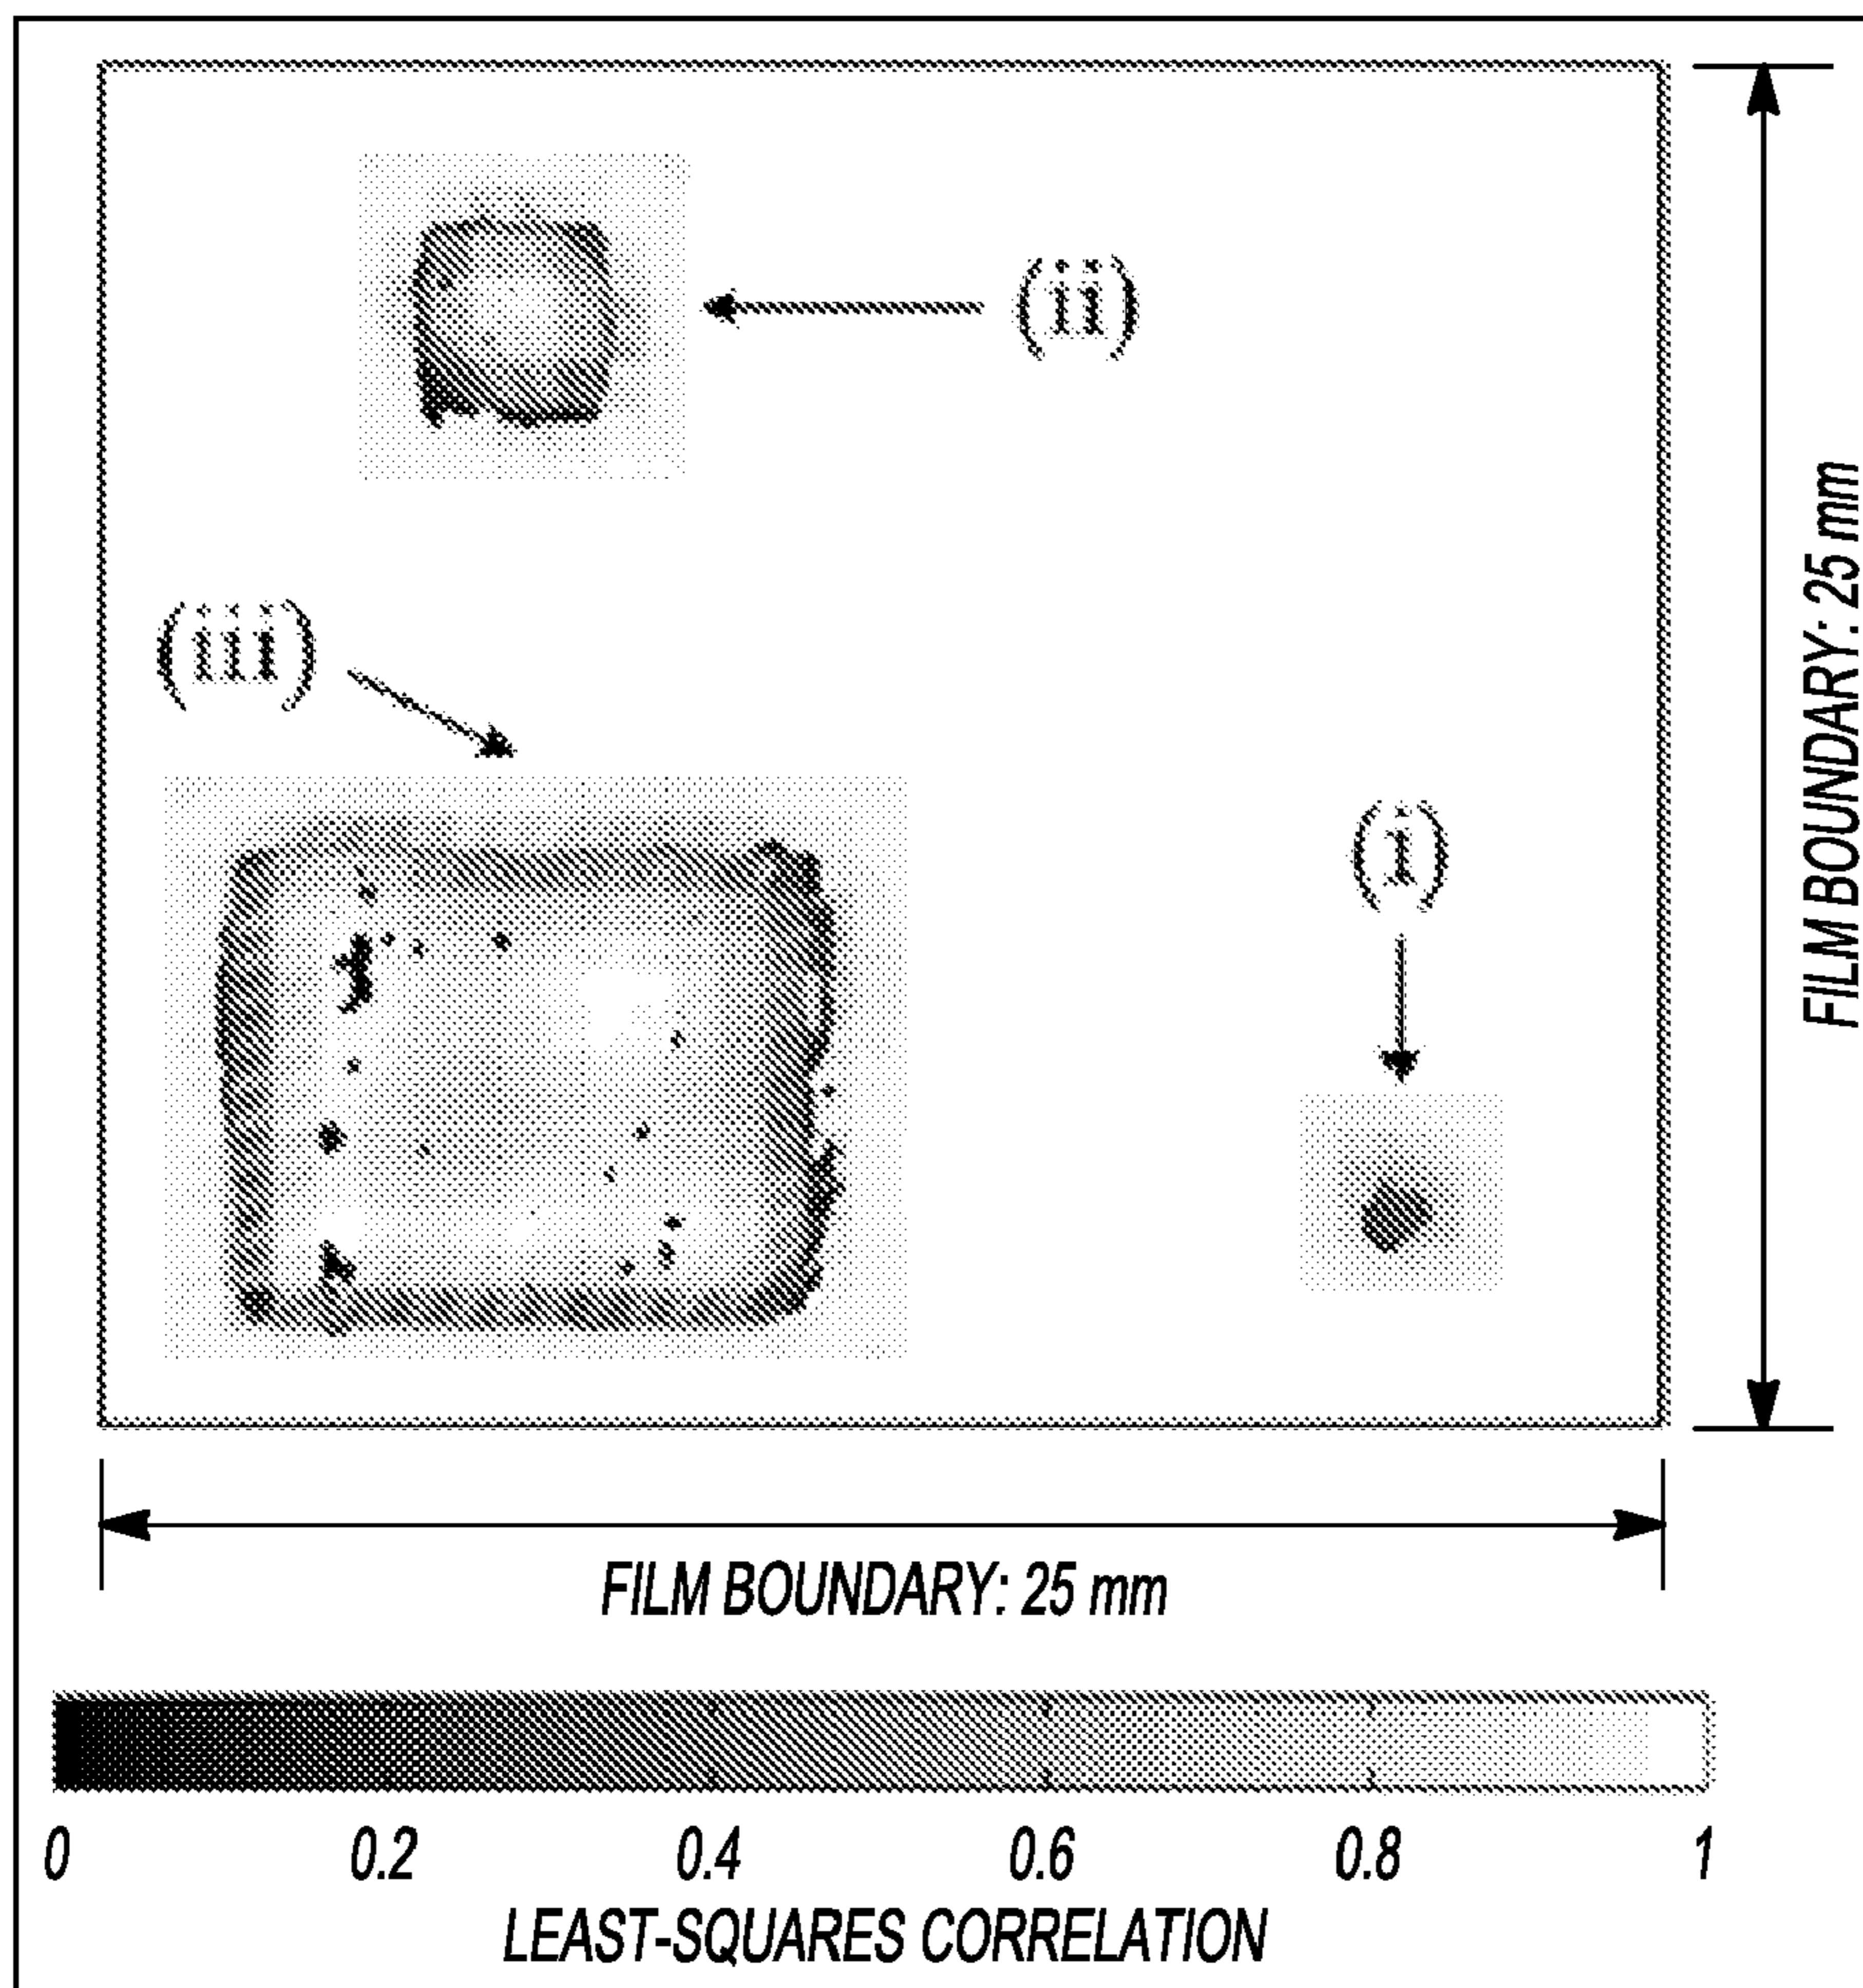 (ii)
(iii)
(i)
FILM BOUNDARY: 25 mm
FILM BOUNDARY: 25 mm
0 0.2 0.4 0.6 0.8 1
LEAST-SQUARES CORRELATION